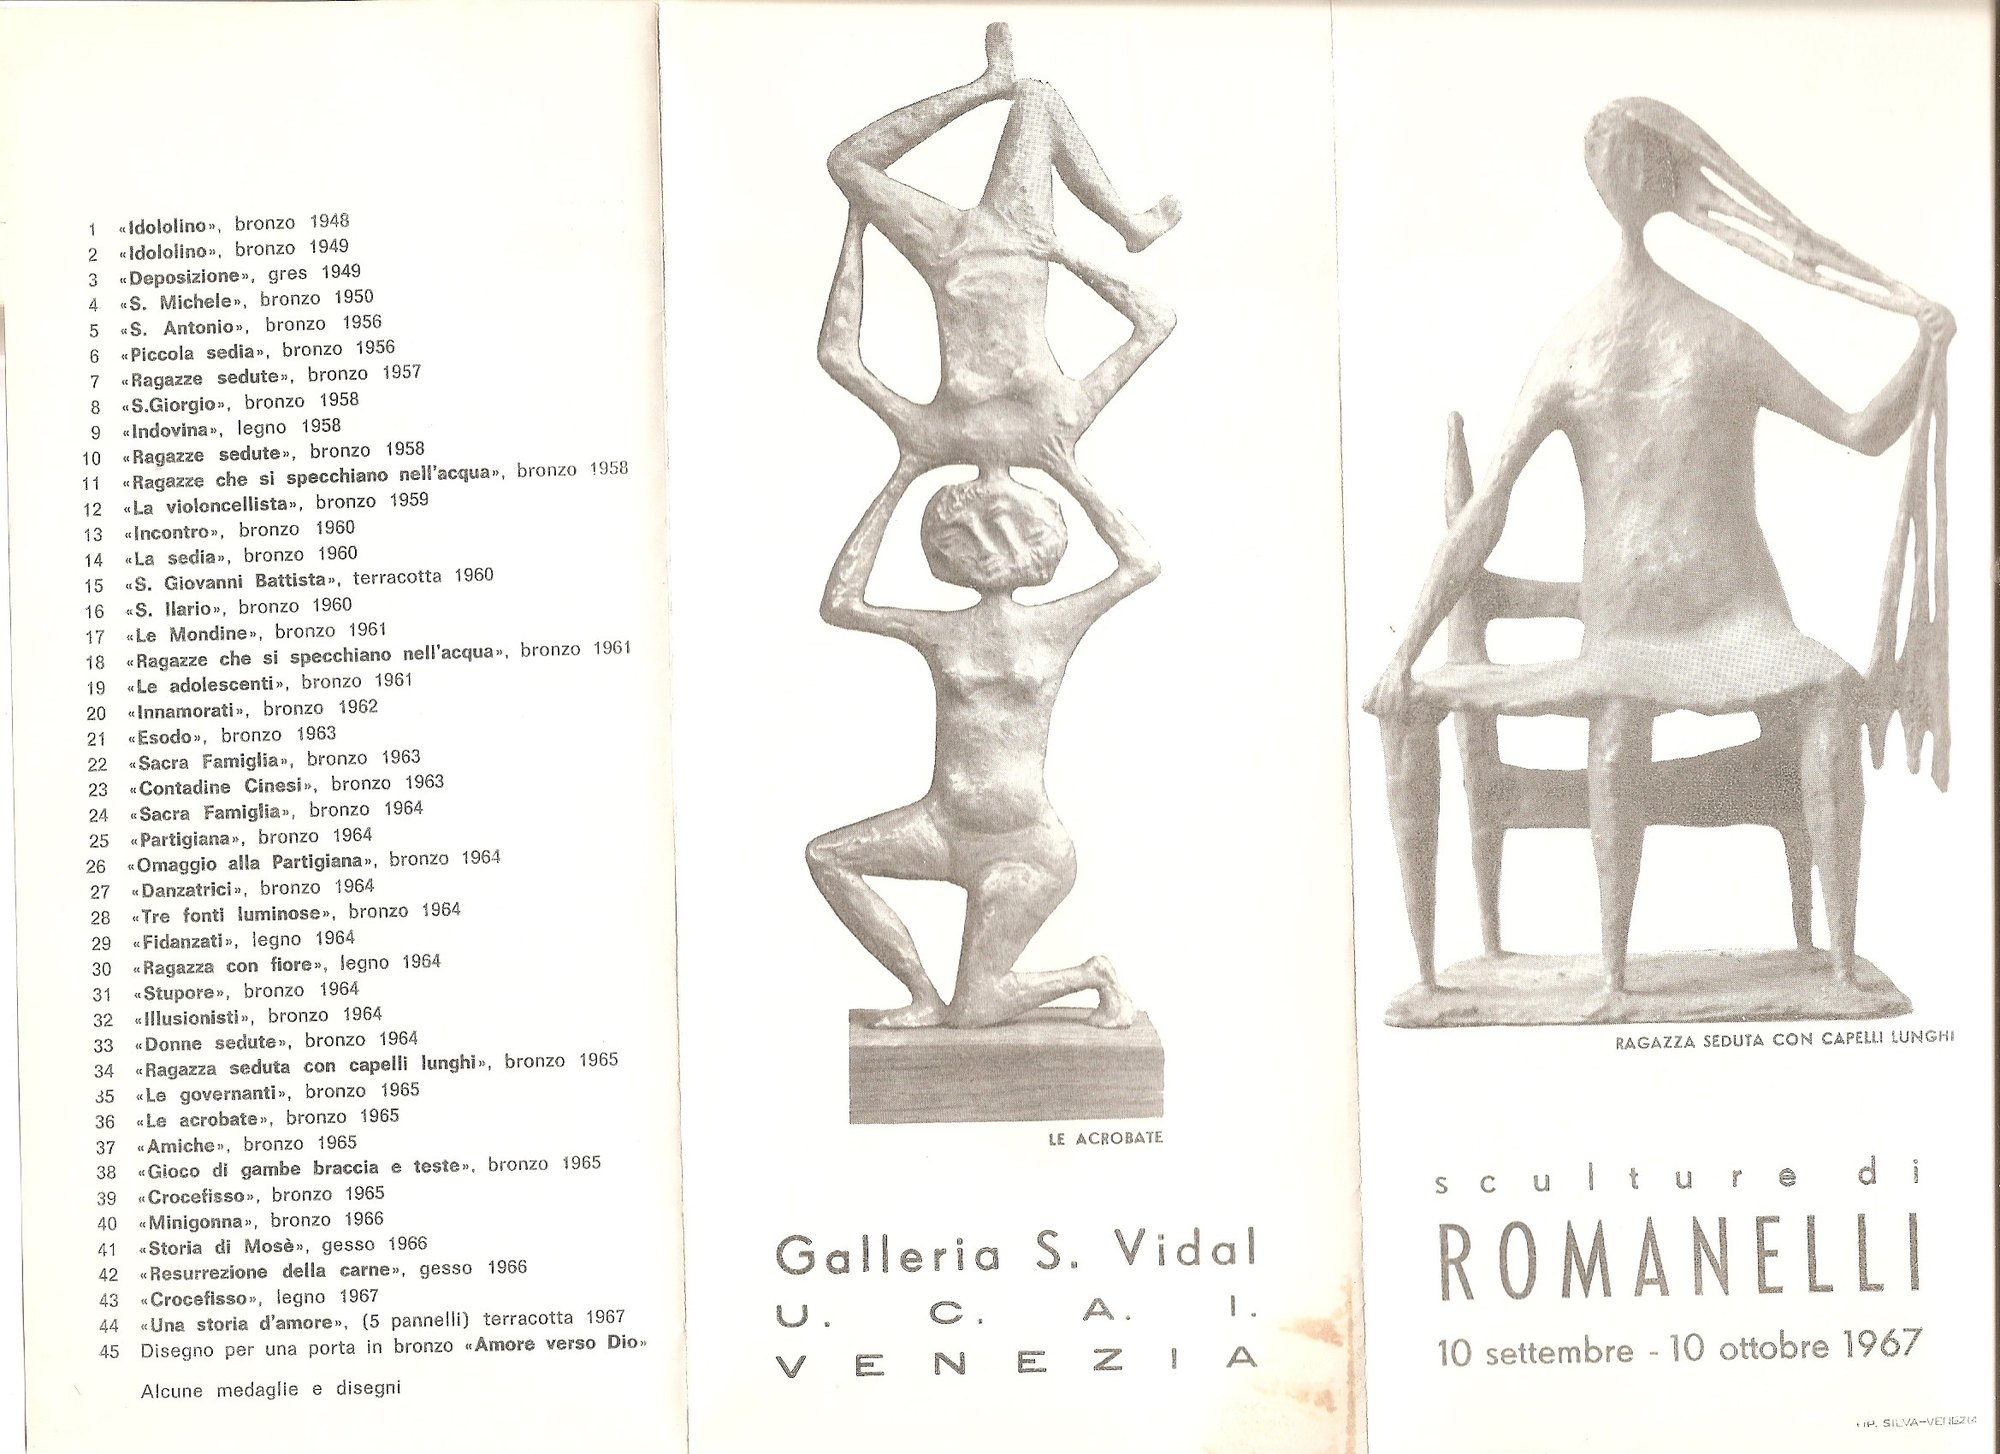 1 «Idololino», bronzo 1948
2 «Idololino», bronzo 1949
3 «Deposizione», gres 1949
4 «S. Michele», bronzo 1950
5 «S. Antonio», bronzo 1956
6 «Piccola sedia», bronzo 1956
7 «Ragazze sedute», bronzo 1957
8 «S.Giorgio», bronzo 1958
9 «Indovina», legno 1958
10 «Ragazze sedute», bronzo 1958
11 «Ragazze che si specchiano nell'acqua», bronzo 1958
12 «La violoncellista», bronzo 1959
13 «Incontro», bronzo 1960
14 «La sedia», bronzo 1960
15 «S. Giovanni Battista», terracotta 1960
16 «S. Ilario», bronzo 1960
17 «Le Mondine», bronzo 1961
18 «Ragazze che si specchiano nell'acqua», bronzo 1961
19 «Le adolescenti», bronzo 1961
20 «Innamorati», bronzo 1962
21 «Esodo», bronzo 1963
22 «Sacra Famiglia», bronzo 1963
23 «Contadine Cinesi», bronzo 1963
24 «Sacra Famiglia», bronzo 1964
25 «Partigiana», bronzo 1964
26 «Omaggio alla Partigiana», bronzo 1964
27 «Danzatrici», bronzo 1964
28 «Tre fonti luminose», bronzo 1964
29 «Fidanzati», legno 1964
30 «Ragazza con fiore», legno 1964
31 «Stupore», bronzo 1964
32 «Illusionisti», bronzo 1964
33 «Donne sedute», bronzo 1964
34 «Ragazza seduta con capelli lunghi», bronzo 1965
35 «Le governanti», bronzo 1965
36 «Le acrobate», bronzo 1965
37 «Amiche», bronzo 1965
38 «Gioco di gambe braccia e teste», bronzo 1965
39 «Crocefisso», bronzo 1965
40 «Minigonna», bronzo 1966
41 «Storia di Mosè», gesso 1966
42 «Resurrezione della carne», gesso 1966
43 «Crocefisso», legno 1967
44 «Una storia d'amore», (5 pannelli) terracotta 1967
45 Disegno per una porta in bronzo «Amore verso Dio»
Alcune medaglie e disegni
LE ACROBATE
Galleria S. Vidal
U. C. A. I.
VENEZIA
RAGAZZA SEDUTA CON CAPELLI LUNGHI
sculture di
ROMANELLI
10 settembre - 10 ottobre 1967
TIP. SILVA-VENEZIA